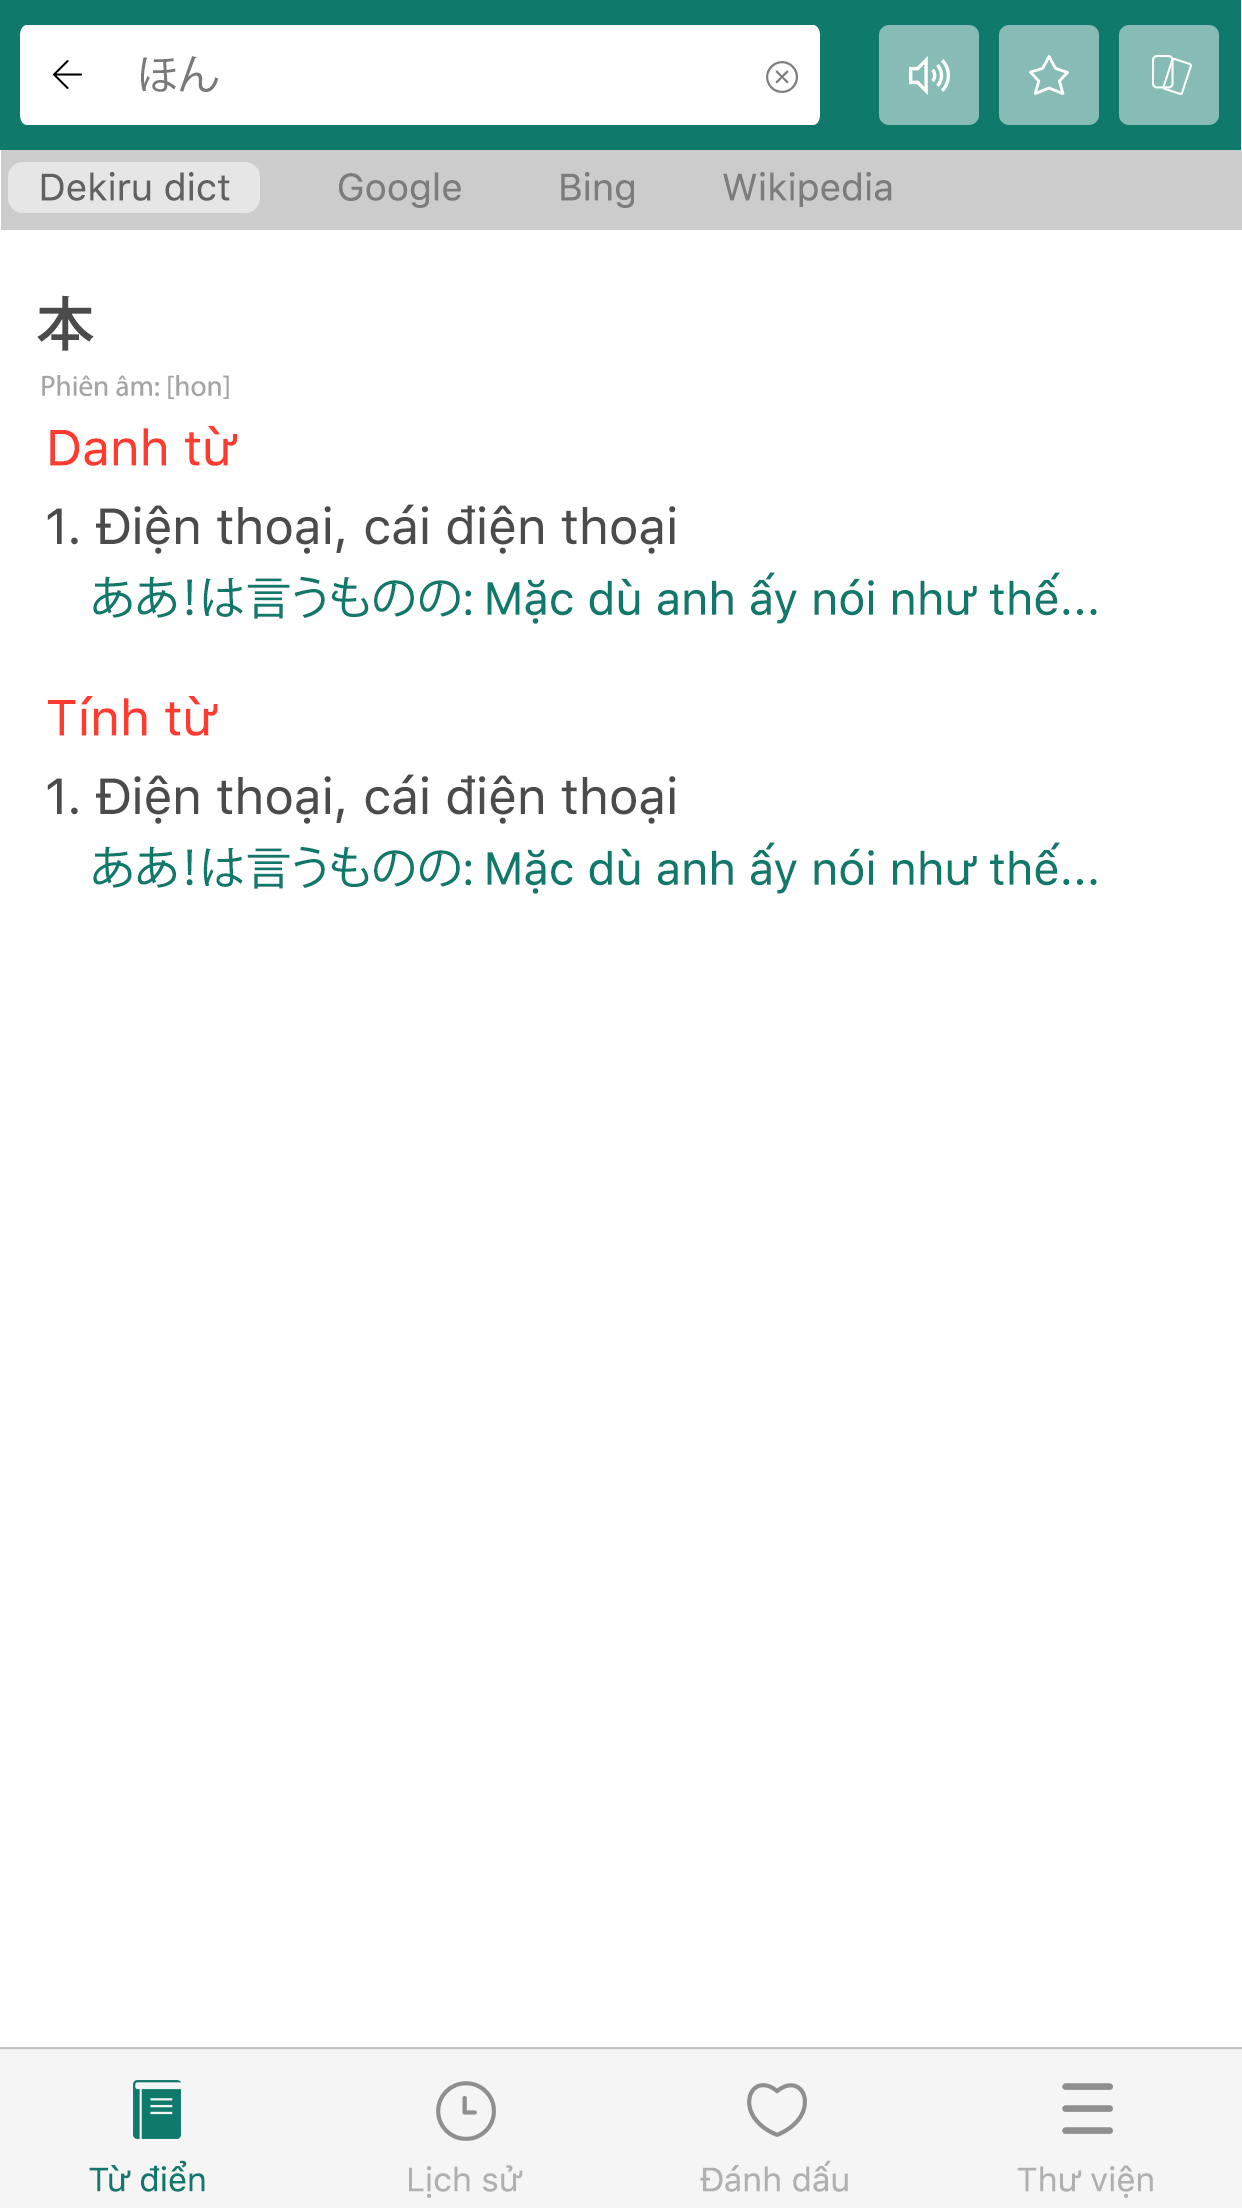 ほん
Dekiru dict Google Bing Wikipedia
本
Phiên âm: [hon]
Danh từ
1. Điện thoại, cái điện thoại
ああ!は言うものの: Mặc dù anh ấy nói như thế...
Tính từ
1. Điện thoại, cái điện thoại
ああ!は言うものの: Mặc dù anh ấy nói như thế...
Từ điển Lịch sử Đánh dấu Thư viện